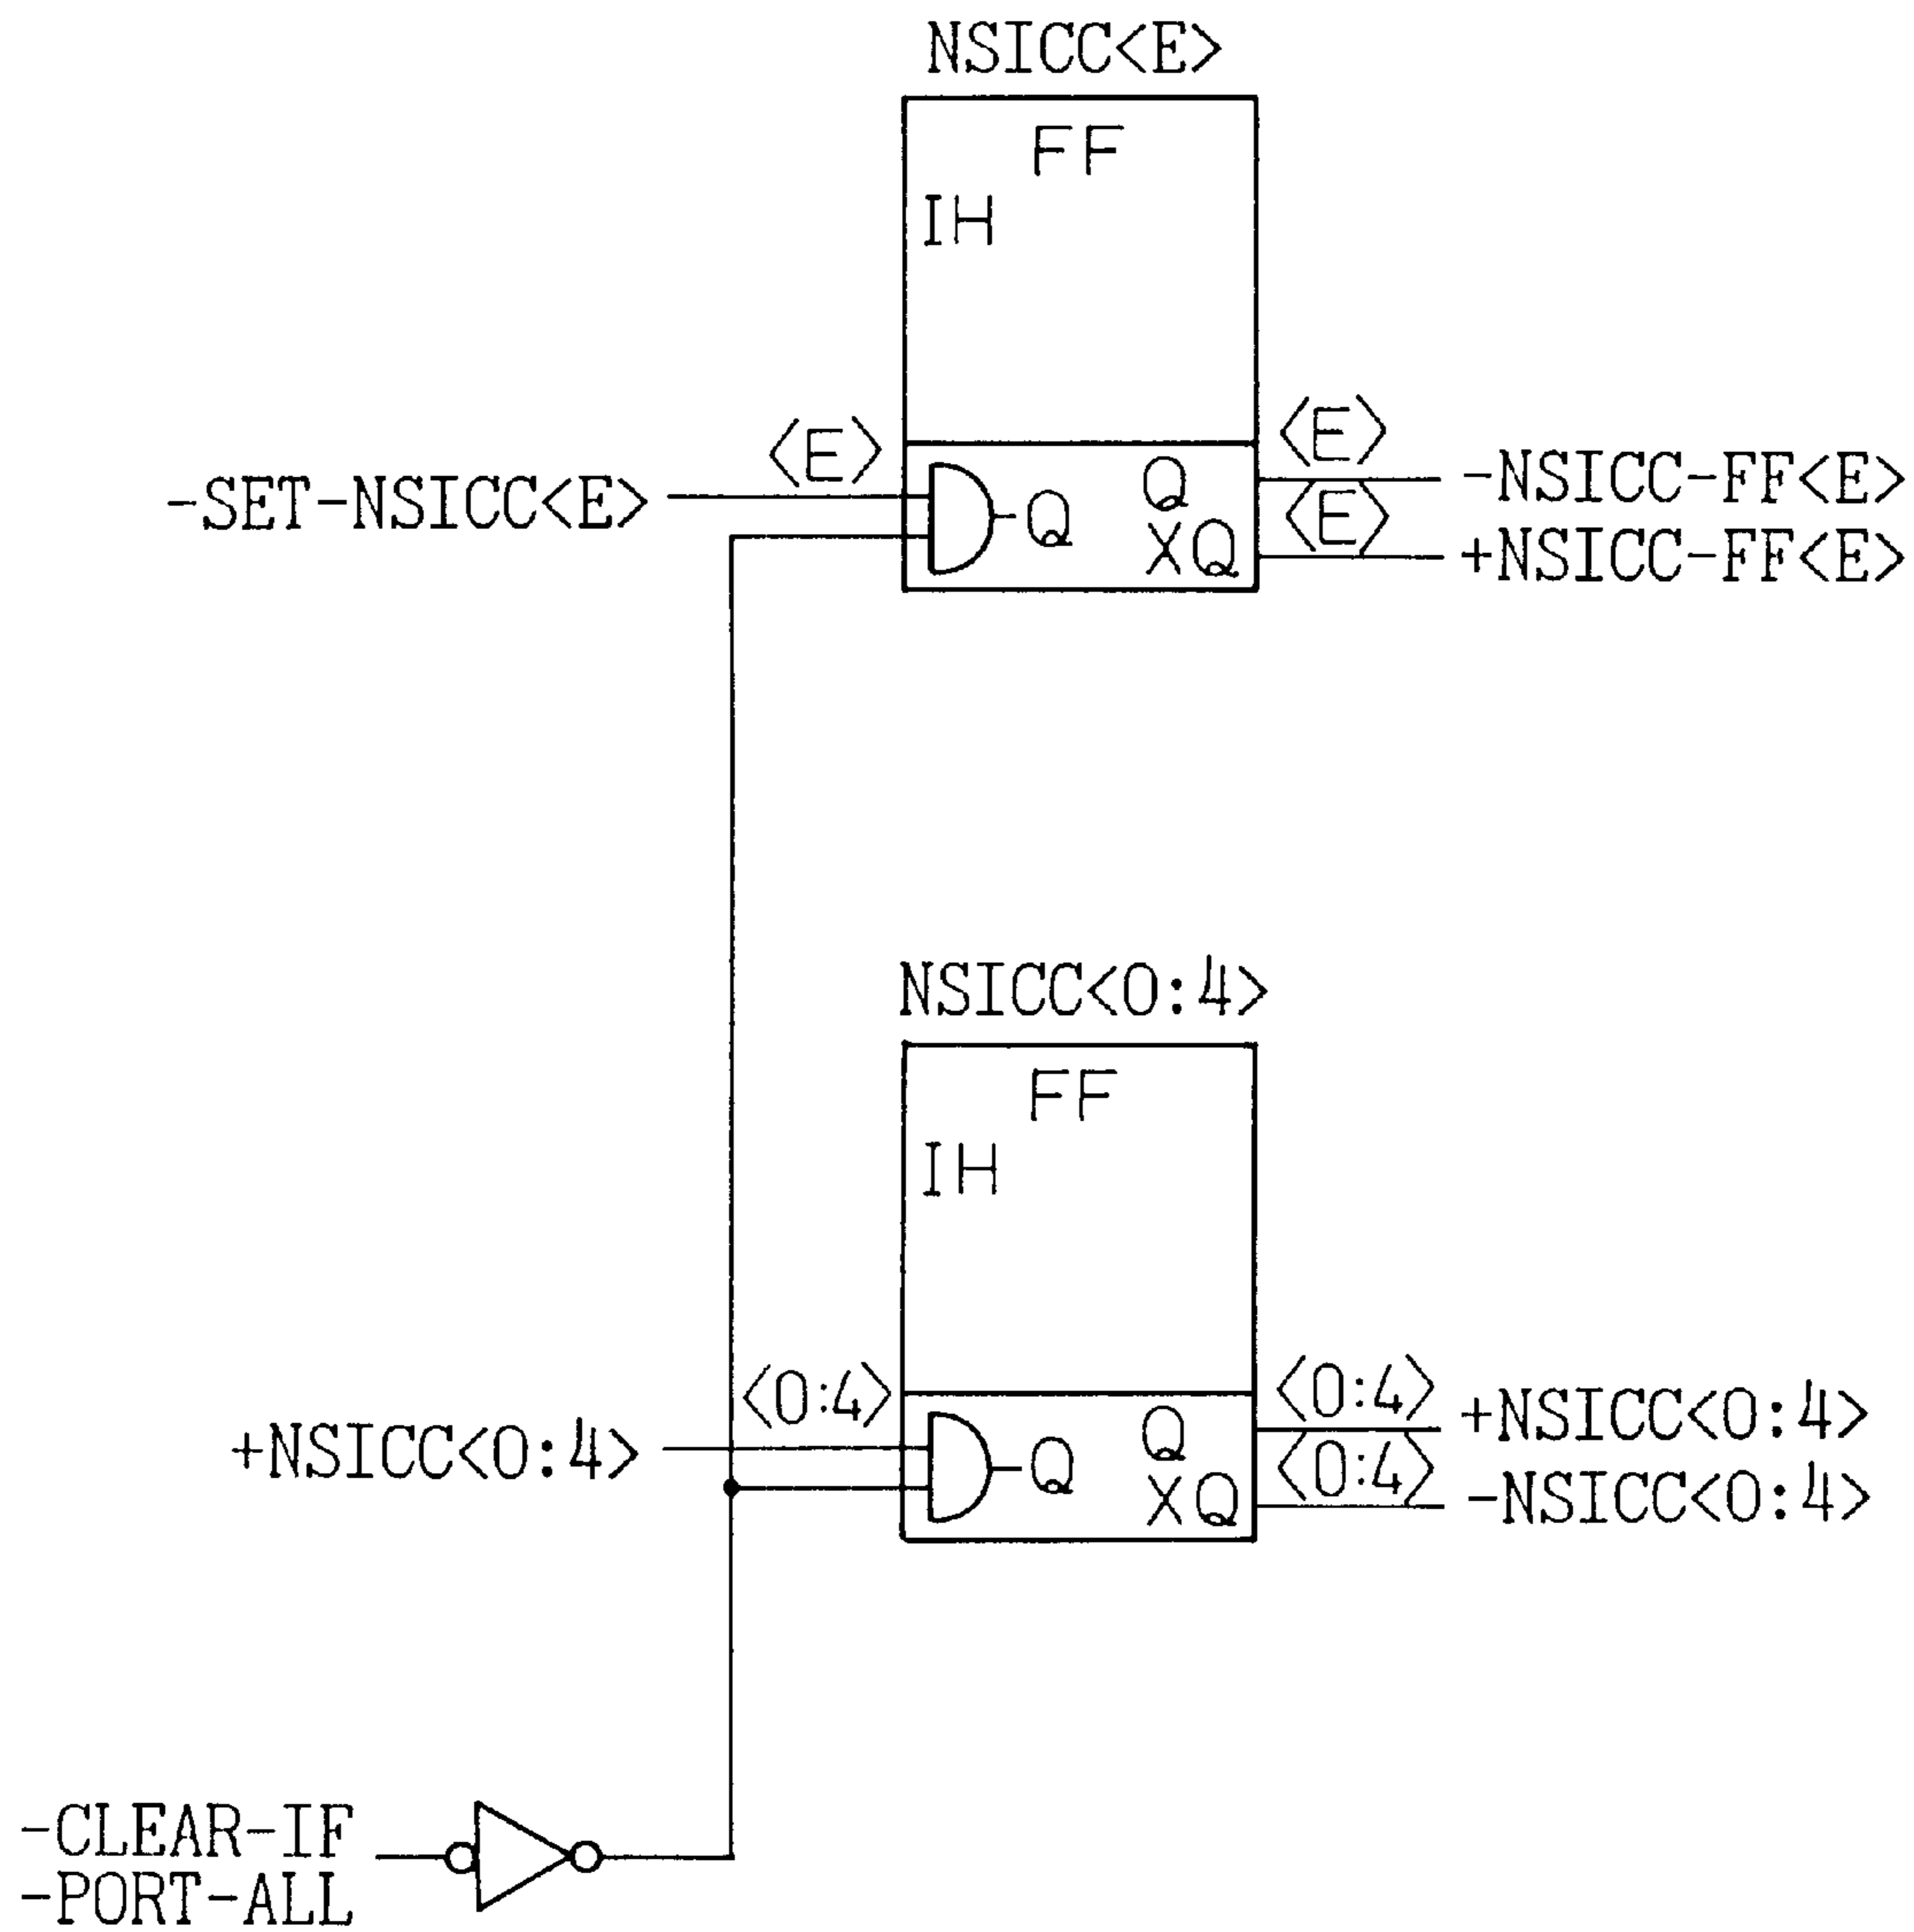 NSICC<E>
FF
IH
<E>
<E>
-SET-NSICC<E>
Q
Q
-NSICC-FF<E>
<E>
XQ
+NSICC-FF<E>
NSICC<0:4>
FF
IH
<0:4>
<0:4>
+NSICC<0:4>
Q
Q
+NSICC<0:4>
<0:4>
XQ
-NSICC<0:4>
-CLEAR-IF
-PORT-ALL